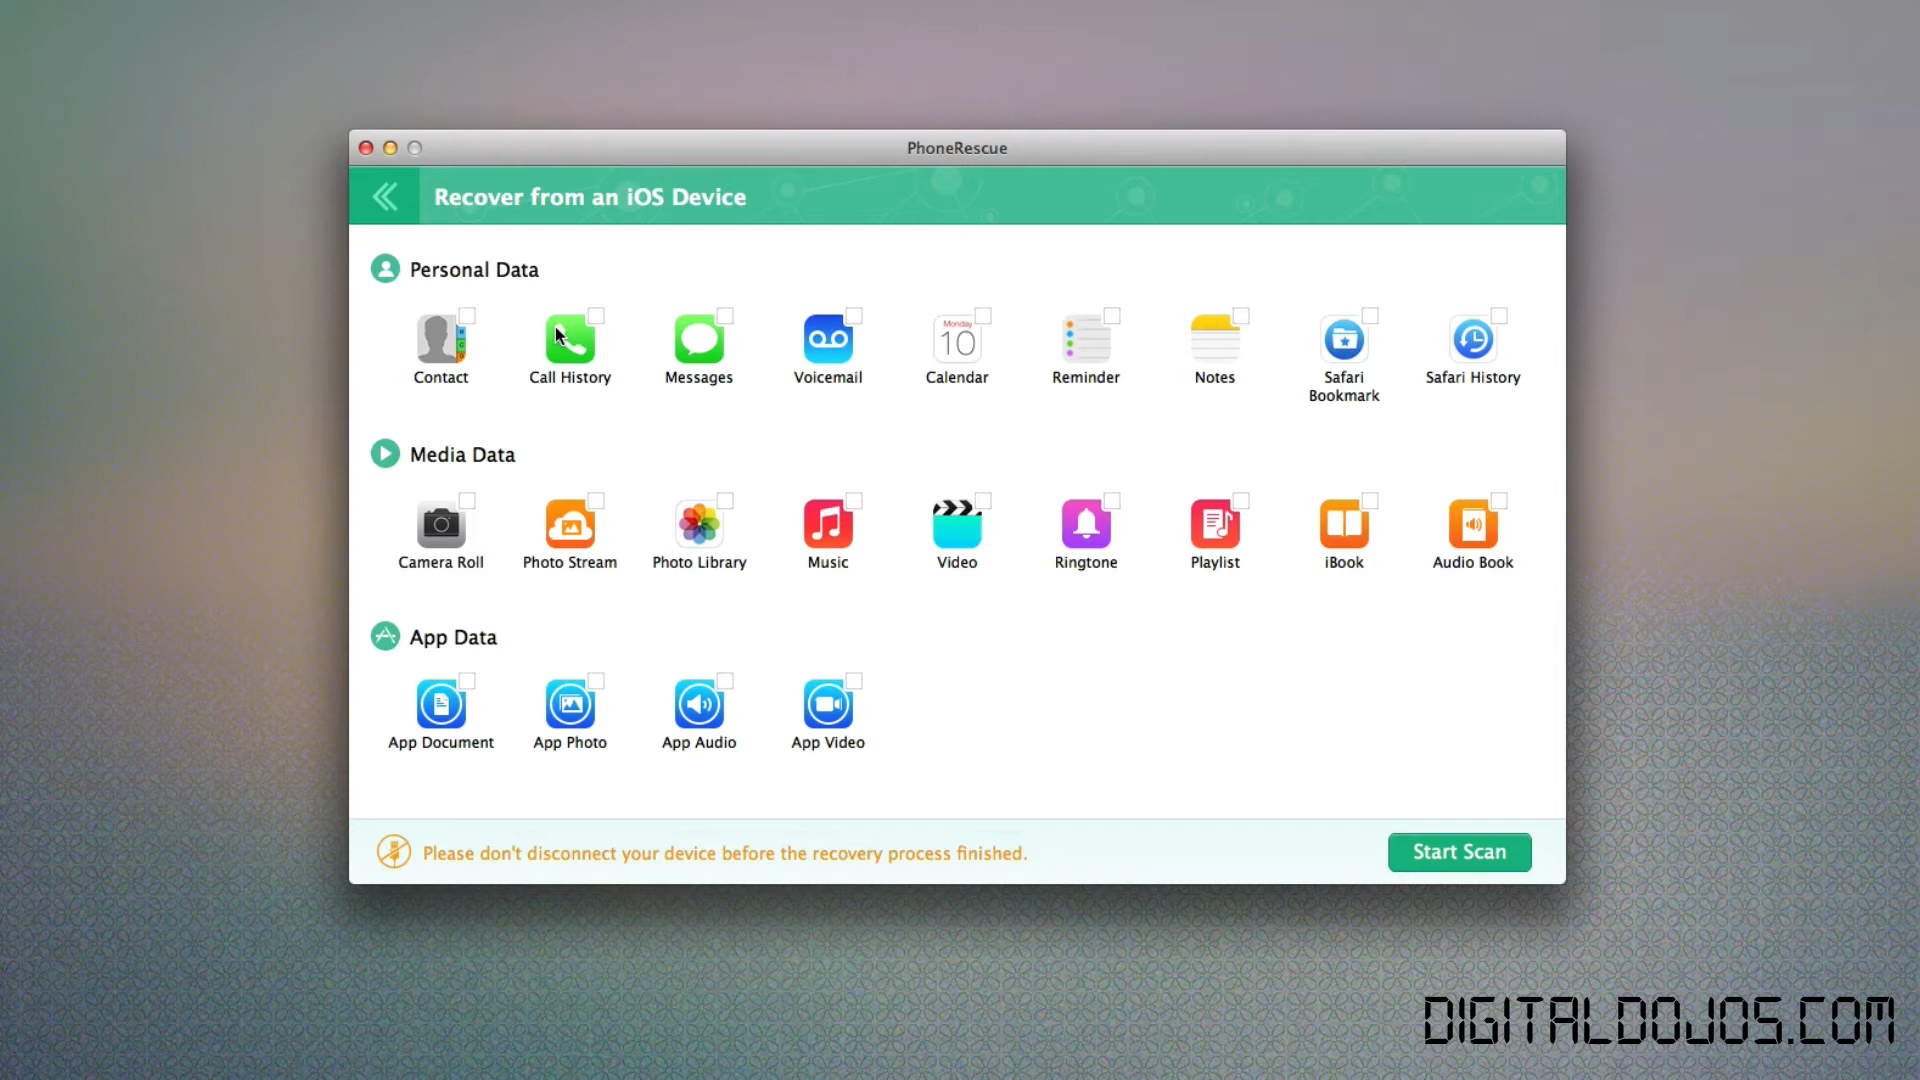 PhoneRescue
Recover from an iOS Device
Personal Data
Contact
Call History
Messages
Monday
10
Voicemail
Calendar
Reminder
Notes
Safari
Bookmark
Safari History
Media Data
Camera Roll
Photo Stream
Photo Library
Music
Video
Ringtone
Playlist
iBook
Audio Book
App Data
App Document
App Photo
App Audio
App Video
Please don't disconnect your device before the recovery process finished.
Start Scan
DIGITALDOJOS.COM